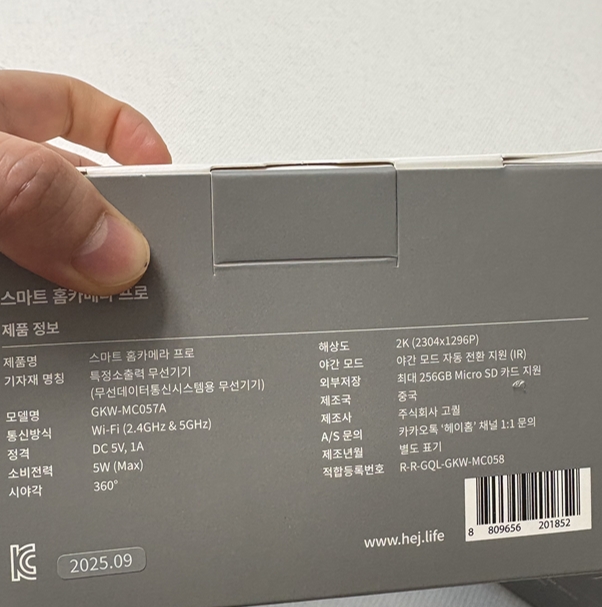 스마트 홈카메라 프로
제품 정보
제품명 스마트 홈카메라 프로
기자재 명칭 특정소출력 무선기기
(무선데이터통신시스템용 무선기기)
모델명 GKW-MC057A
통신방식 Wi-Fi (2.4GHz & 5GHz)
정격 DC 5V, 1A
소비전력 5W (Max)
시야각 360°
해상도 2K (2304x1296P)
야간 모드 야간 모드 자동 전환 지원 (IR)
외부저장 최대 256GB Micro SD 카드 지원
제조국 중국
제조사 주식회사 고퀄
A/S 문의 카카오톡 '헤이홈' 채널 1:1 문의
제조년월 별도 표기
적합등록번호 R-R-GQL-GKW-MC058
www.hej.life
8 809656 201852
KC
2025.09